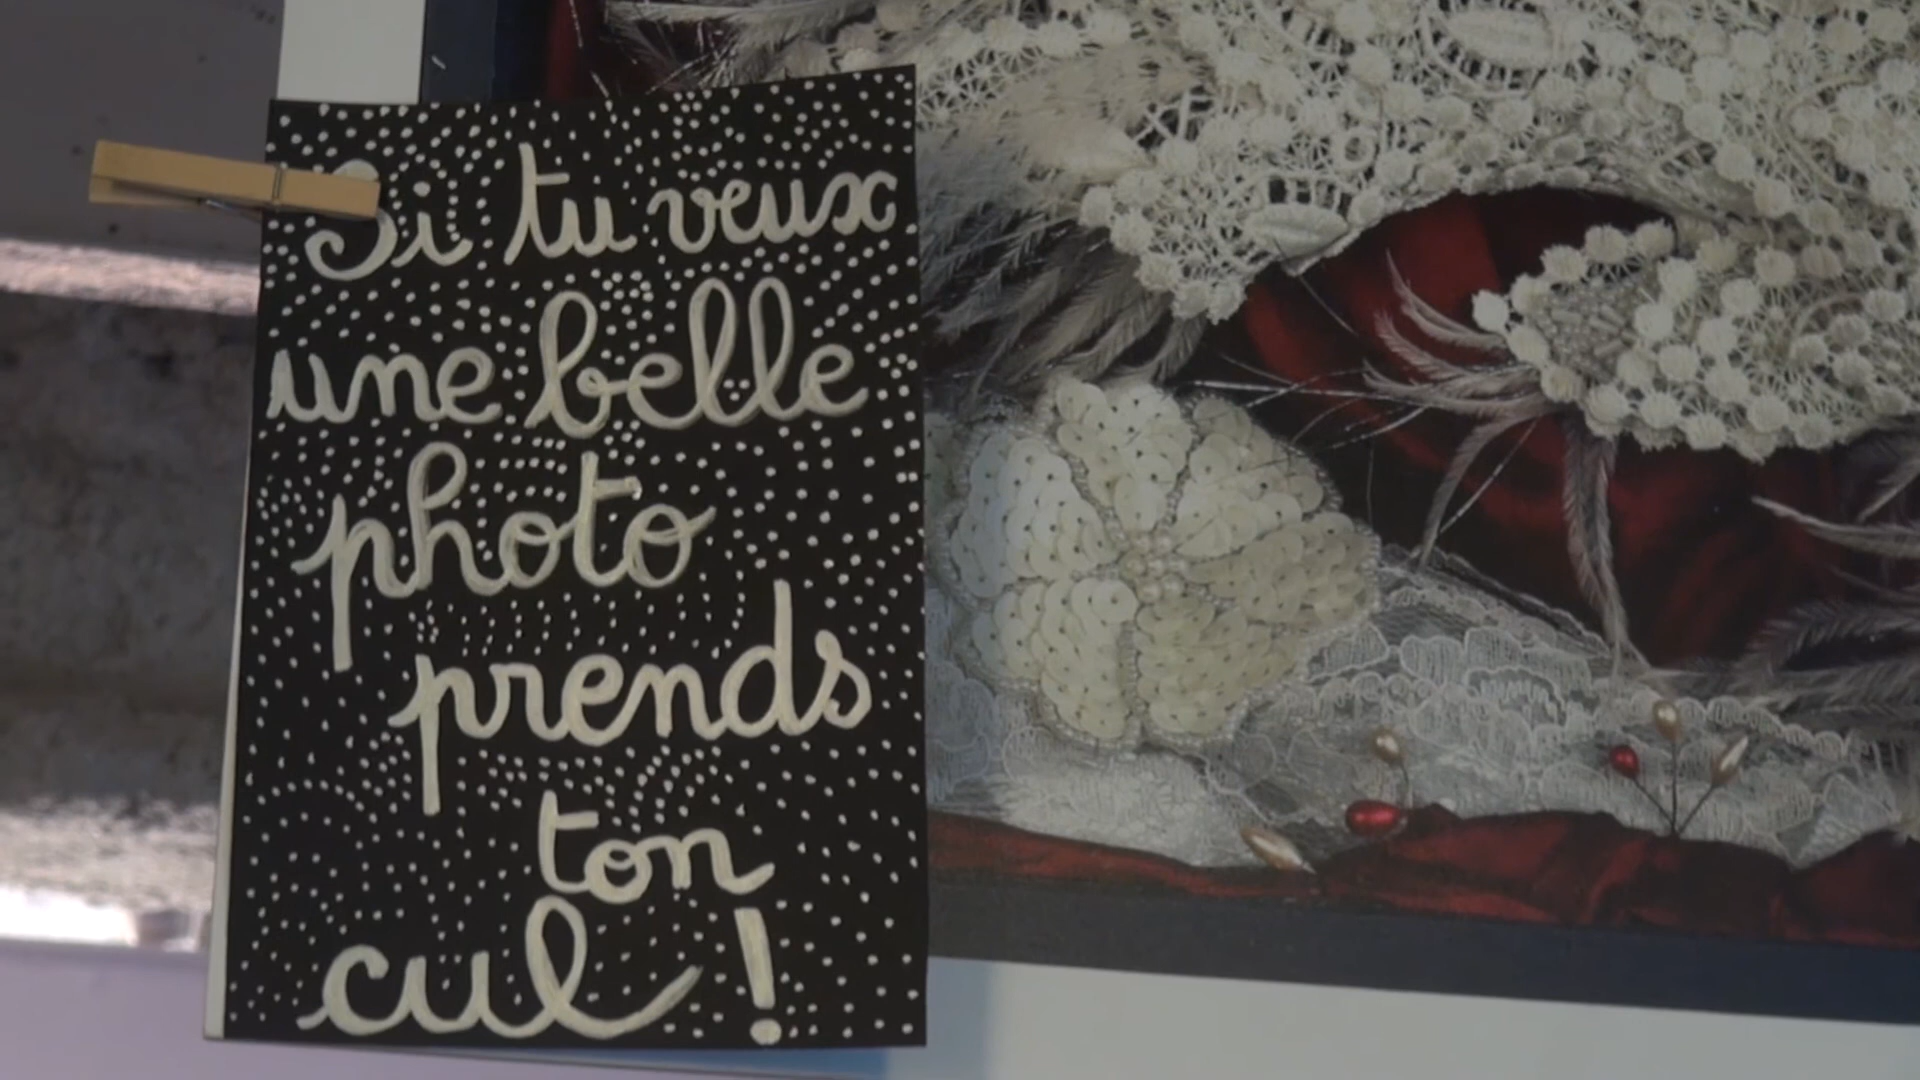 Si tu veux
une belle
photo
prends
ton
cul !